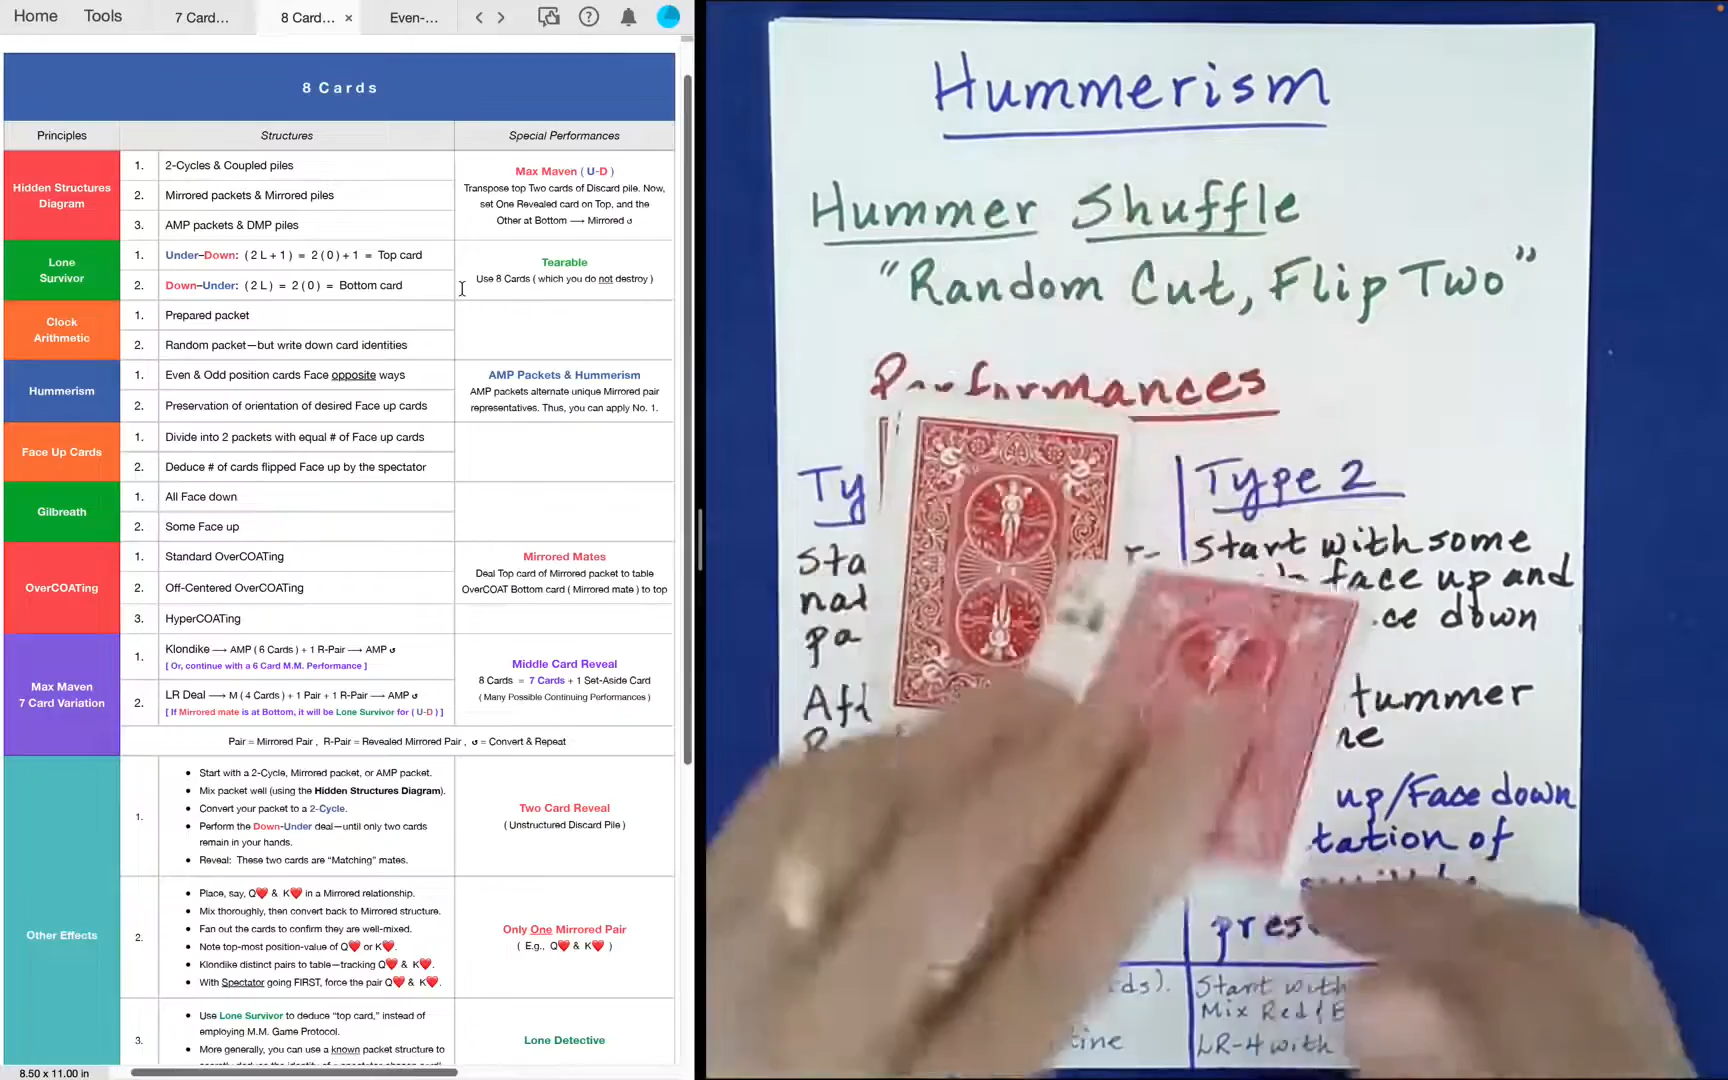 Home Tools 7 Card... 8 Card... × Even-...
8 Cards
Principles Structures Special Performances
Hidden Structures
Diagram
1. 2-Cycles & Coupled piles
2. Mirrored packets & Mirrored piles
3. AMP packets & DMP piles
Max Maven ( U-D )
Transpose top Two cards of Discard pile. Now,
set One Revealed card on Top, and the
Other at Bottom → Mirrored ↺
Lone
Survivor
1. Under–Down: ( 2 L + 1 ) = 2 ( 0 ) + 1 = Top card
2. Down–Under: ( 2 L ) = 2 ( 0 ) = Bottom card
Tearable
Use 8 Cards ( which you do not destroy )
Clock
Arithmetic
1. Prepared packet
2. Random packet—but write down card identities
Hummerism
1. Even & Odd position cards Face opposite ways
2. Preservation of orientation of desired Face up cards
AMP Packets & Hummerism
AMP packets alternate unique Mirrored pair
representatives. Thus, you can apply No. 1.
Face Up Cards
1. Divide into 2 packets with equal # of Face up cards
2. Deduce # of cards flipped Face up by the spectator
Gilbreath
1. All Face down
2. Some Face up
OverCOATing
1. Standard OverCOATing
2. Off-Centered OverCOATing
3. HyperCOATing
Mirrored Mates
Deal Top card of Mirrored packet to table
OverCOAT Bottom card ( Mirrored mate ) to top
Max Maven
7 Card Variation
1. Klondike → AMP ( 6 Cards ) + 1 R-Pair → AMP ↺
[ Or, continue with a 6 Card M.M. Performance ]
2. LR Deal → M ( 4 Cards ) + 1 Pair + 1 R-Pair → AMP ↺
[ If Mirrored mate is at Bottom, it will be Lone Survivor for ( U-D ) ]
Middle Card Reveal
8 Cards = 7 Cards + 1 Set-Aside Card
( Many Possible Continuing Performances )
Pair = Mirrored Pair , R-Pair = Revealed Mirrored Pair , ↺ = Convert & Repeat
Other Effects
1.
• Start with a 2-Cycle, Mirrored packet, or AMP packet.
• Mix packet well (using the Hidden Structures Diagram).
• Convert your packet to a 2-Cycle.
• Perform the Down-Under deal—until only two cards
remain in your hands.
• Reveal: These two cards are “Matching” mates.
Two Card Reveal
( Unstructured Discard Pile )
2.
• Place, say, Q♥ & K♥ in a Mirrored relationship.
• Mix thoroughly, then convert back to Mirrored structure.
• Fan out the cards to confirm they are well-mixed.
• Note top-most position-value of Q♥ or K♥.
• Klondike distinct pairs to table—tracking Q♥ & K♥.
• With Spectator going FIRST, force the pair Q♥ & K♥.
Only One Mirrored Pair
( E.g., Q♥ & K♥ )
3.
• Use Lone Survivor to deduce “top card,” instead of
employing M.M. Game Protocol.
• More generally, you can use a known packet structure to
Lone Detective
8.50 x 11.00 in
Hummerism
Hummer Shuffle
"Random Cut, Flip Two"
Performances
Ty
Sta
nat
pa
Aft
Type 2
Start with some
face up and
ce down
Hummer
ne
up/Face down
tation of
pres
ds).
tine
Start with
Mix Red/B
LR-4 with